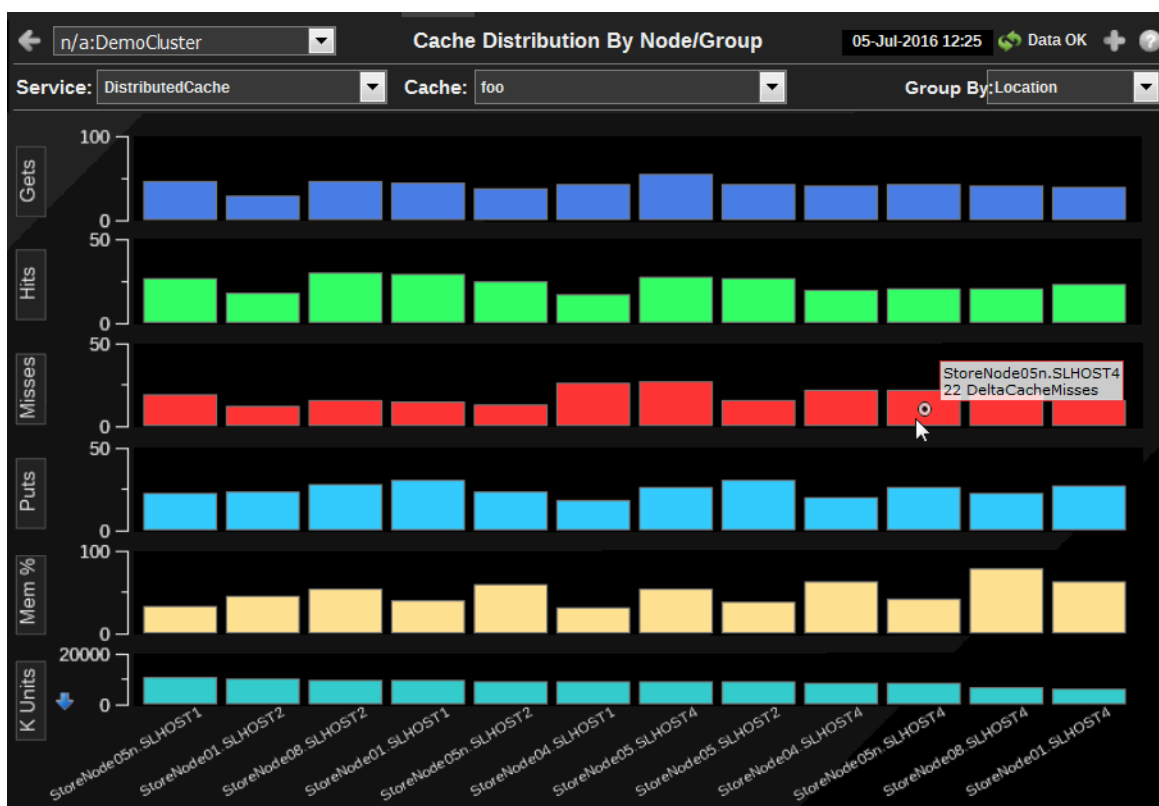 n/a:DemoCluster
Cache Distribution By Node/Group
05-Jul-2016 12:25
Data OK
Service: DistributedCache
Cache: foo
Group By:Location
Gets
100
0
Hits
50
0
Misses
50
0
StoreNode05n.SLHOST4
22 DeltaCacheMisses
Puts
50
0
Mem %
100
0
K Units
20000
0
StoreNode05n.SLHOST1
StoreNode01.SLHOST2
StoreNode08.SLHOST2
StoreNode01.SLHOST1
StoreNode05n.SLHOST2
StoreNode04.SLHOST1
StoreNode05.SLHOST4
StoreNode05.SLHOST2
StoreNode04.SLHOST4
StoreNode05n.SLHOST4
StoreNode08.SLHOST4
StoreNode01.SLHOST4